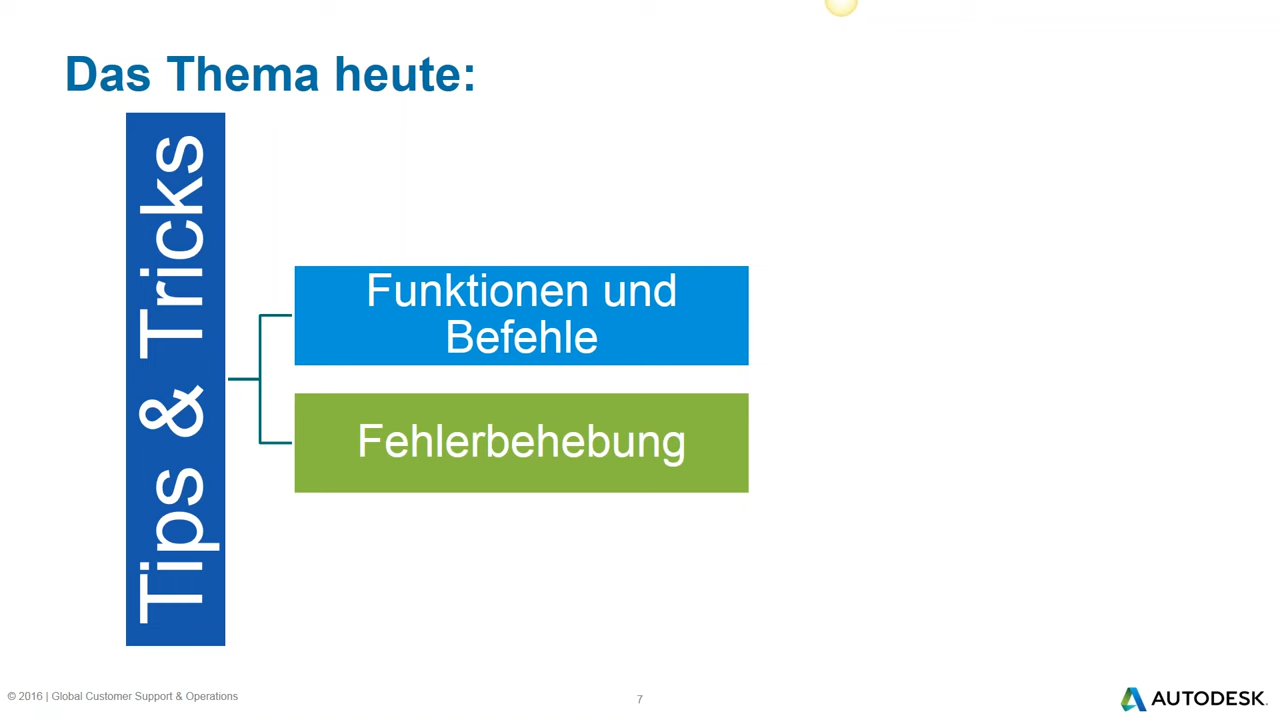 Das Thema heute:
Tips & Tricks
Funktionen und
Befehle
Fehlerbehebung
© 2016 | Global Customer Support & Operations
7
AUTODESK.